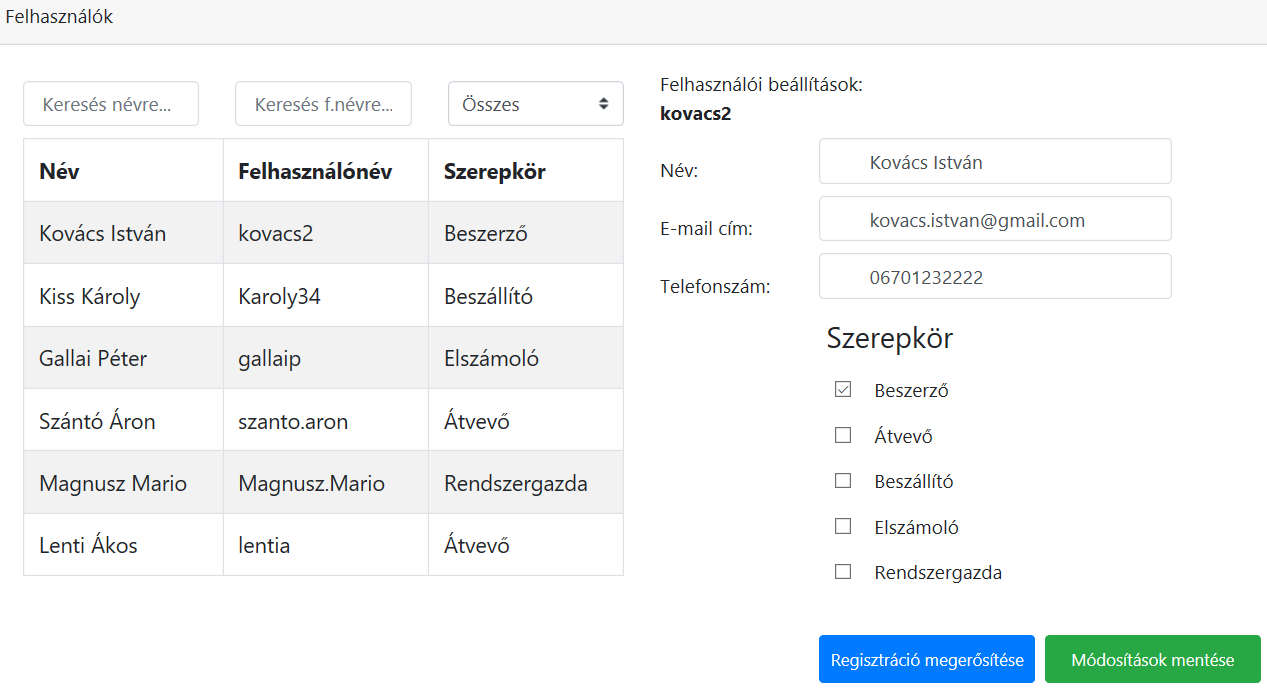 Felhasználók
Keresés névre... Keresés f.névre... Összes
Név Felhasználónév Szerepkör
Kovács István kovacs2 Beszerző
Kiss Károly Karoly34 Beszállító
Gallai Péter gallaip Elszámoló
Szántó Áron szanto.aron Átvevő
Magnusz Mario Magnusz.Mario Rendszergazda
Lenti Ákos lentia Átvevő
Felhasználói beállítások:
kovacs2
Név: Kovács István
E-mail cím: kovacs.istvan@gmail.com
Telefonszám: 06701232222
Szerepkör
Beszerző
Átvevő
Beszállító
Elszámoló
Rendszergazda
Regisztráció megerősítése Módosítások mentése